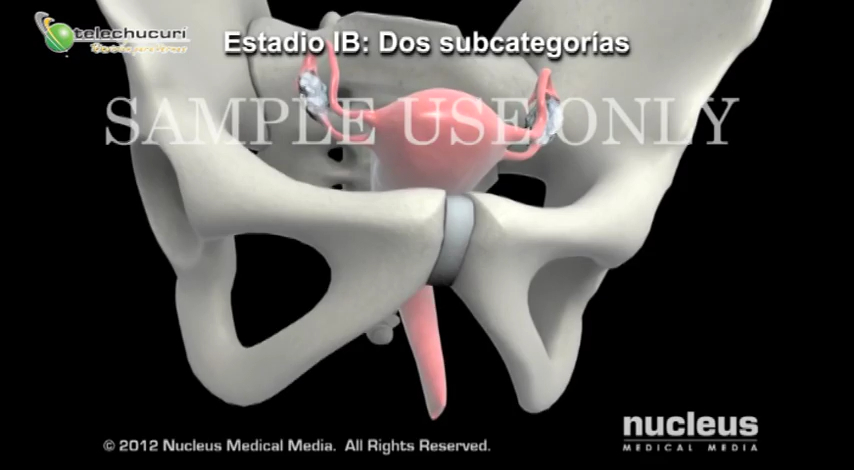 telechucuri
Estadio IB: Dos subcategorías
SAMPLE USE ONLY
© 2012 Nucleus Medical Media. All Rights Reserved.
nucleus
MEDICAL MEDIA